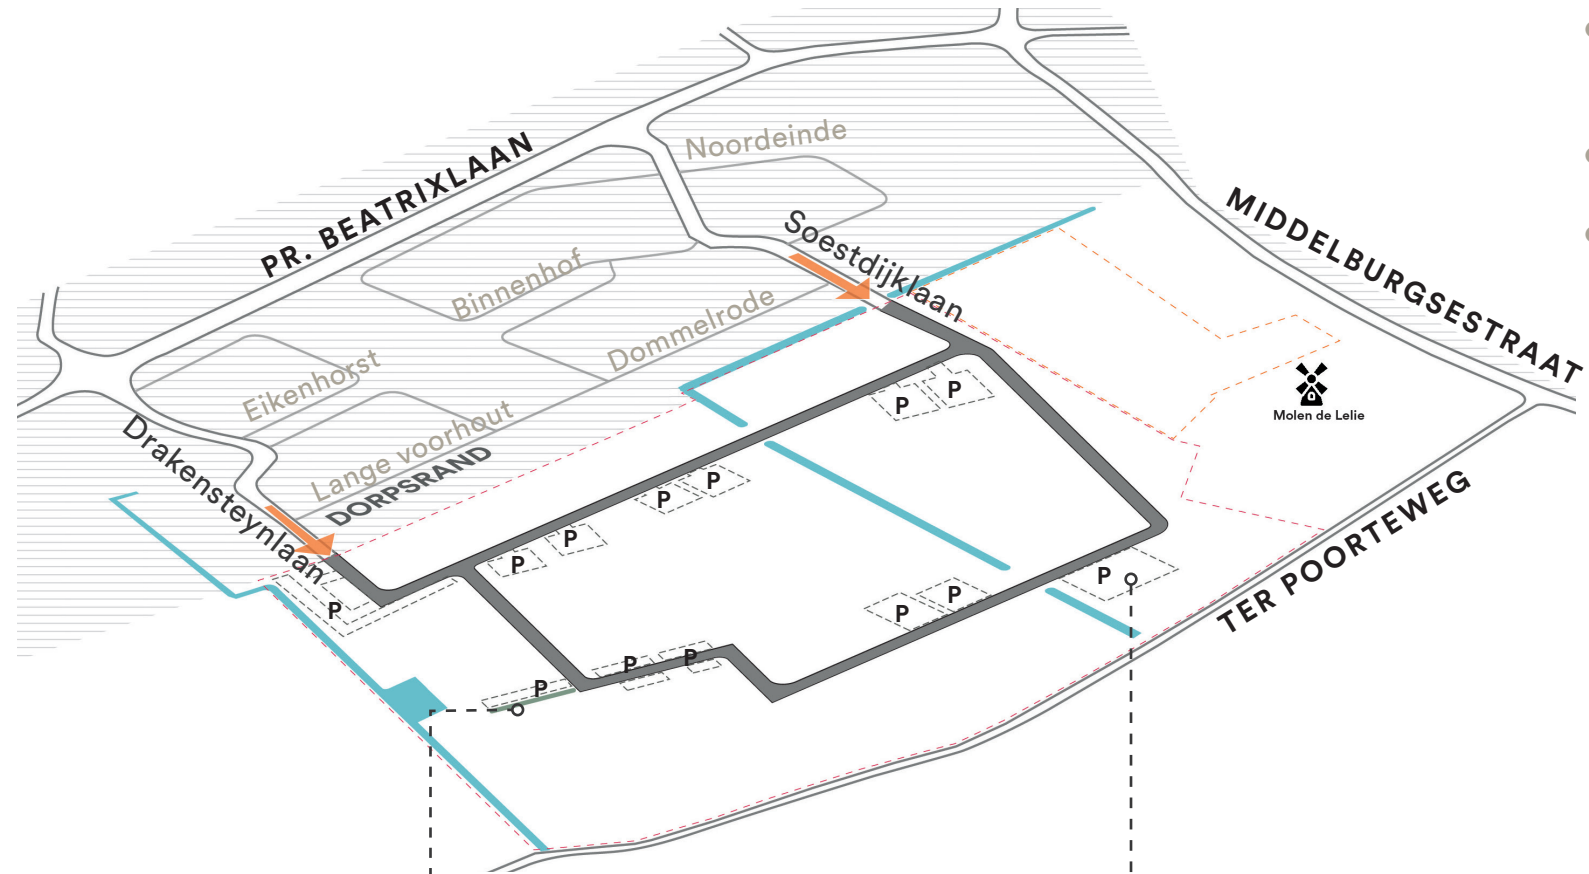 Noordeinde
PR. BEATRIXLAAN
MIDDELBURGSESTRAAT
Soestdijklaan
Binnenhof
Dommelrode
Eikenhorst
Molen de Lelie
Lange voorhout
DORPSRAND
Drakensteynlaan
TER POORTEWEG
P
P
P
P
P
P
P
P
P
P
P
P
P